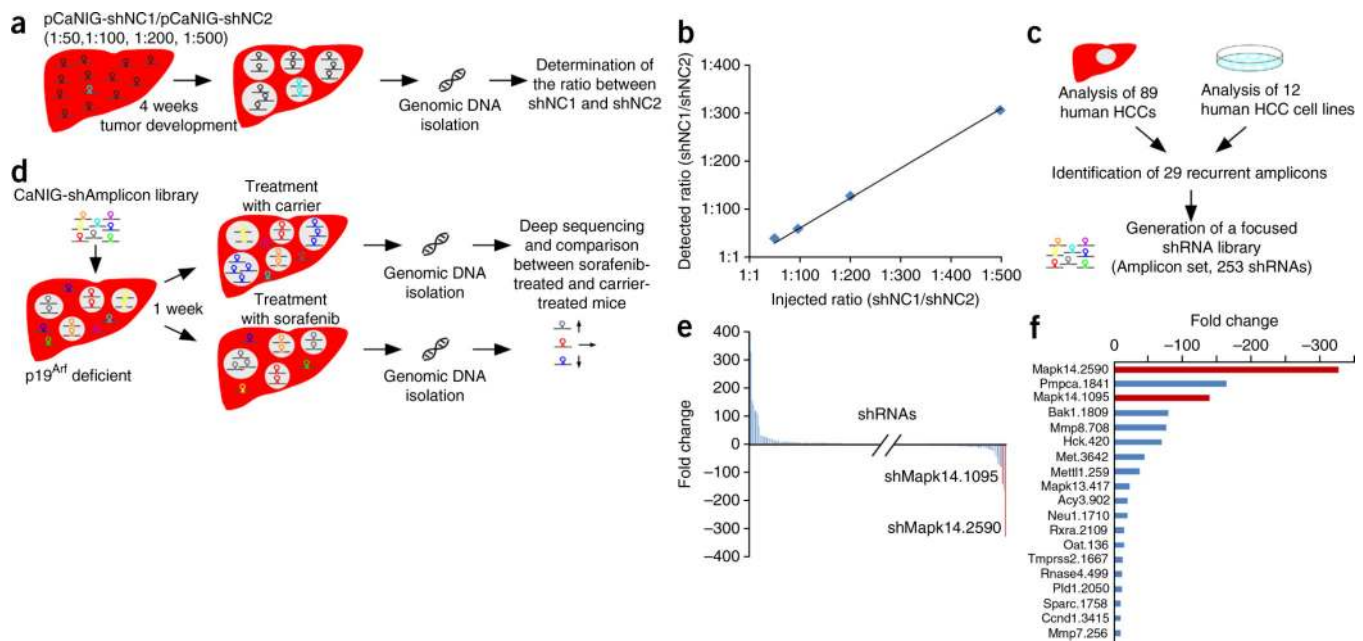 a
pCaNIG-shNC1/pCaNIG-shNC2
(1:50,1:100, 1:200, 1:500)
4 weeks
tumor development
Genomic DNA
isolation
Determination of
the ratio between
shNC1 and shNC2
b
Detected ratio (shNC1/shNC2)
1:400
1:300
1:200
1:100
1:1
1:1
1:100
1:200
1:500
Injected ratio (shNC1/shNC2)
c
Analysis of 89
human HCCs
Analysis of 12
human HCC cell lines
Identification of 29 recurrent amplicons
Generation of a focused
shRNA library
(Amplicon set, 253 shRNAs)
d
CaNIG-shAmplicon library
p19Arf deficient
1 week
Treatment
with carrier
Treatment
with sorafenib
Genomic DNA
isolation
Genomic DNA
isolation
Deep sequencing
and comparison
between sorafenib-
treated and carrier-
treated mice
e
Fold change
400
300
200
100
0
−100
−200
−300
−400
shRNAs
shMapk14.1095
shMapk14.2590
f
Fold change
0
−100
−200
−300
Mapk14.2590
Pmpca.1841
Mapk14.1095
Bak1.1809
Mmp8.708
Hck.420
Met.3642
Mettl1.259
Mapk13.417
Acy3.902
Neu1.1710
Rxra.2109
Oat.136
Tmprss2.1667
Rnase4.499
Pld1.2050
Sparc.1758
Ccnd1.3415
Mmp7.256